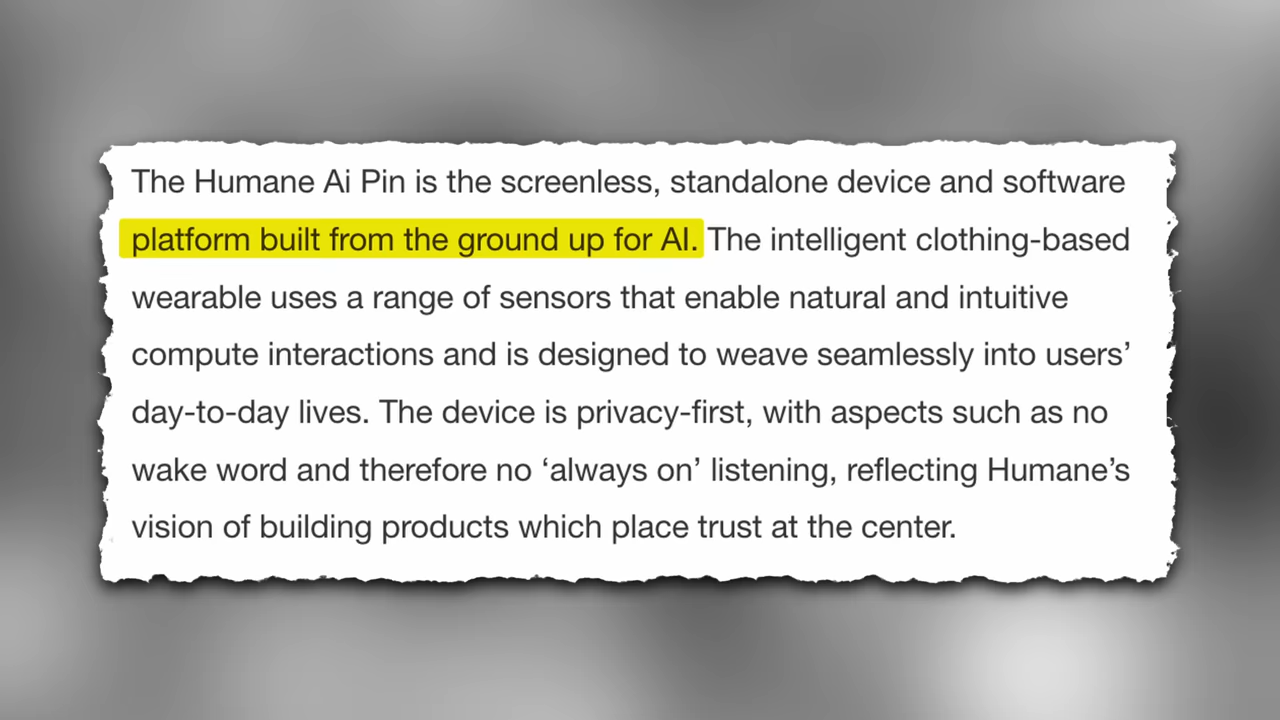 The Humane Ai Pin is the screenless, standalone device and software
platform built from the ground up for AI. The intelligent clothing-based
wearable uses a range of sensors that enable natural and intuitive
compute interactions and is designed to weave seamlessly into users’
day-to-day lives. The device is privacy-first, with aspects such as no
wake word and therefore no ‘always on’ listening, reflecting Humane’s
vision of building products which place trust at the center.